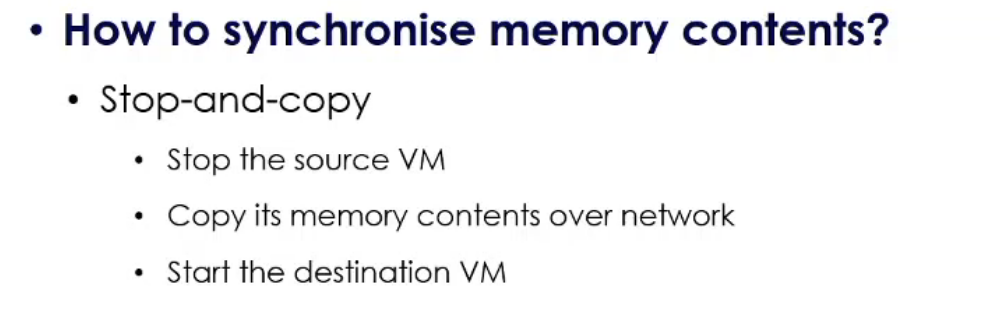 • How to synchronise memory contents?
• Stop-and-copy
• Stop the source VM
• Copy its memory contents over network
• Start the destination VM